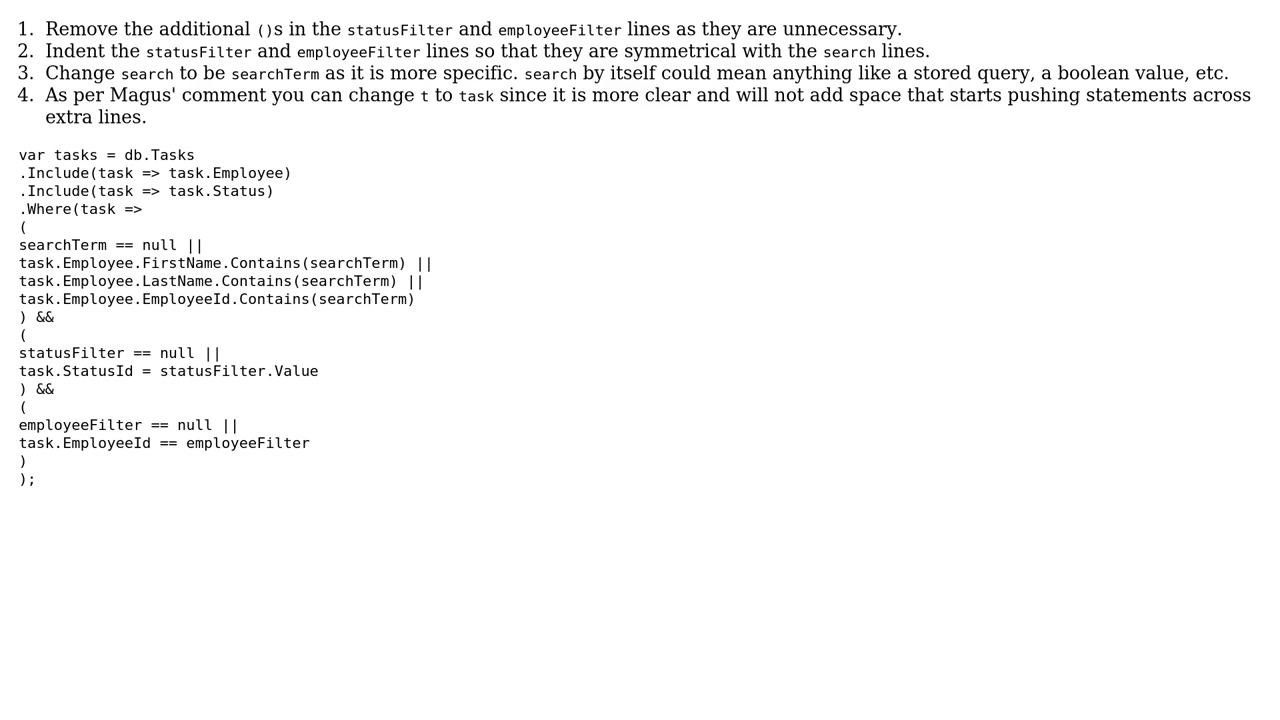 1. Remove the additional ()s in the statusFilter and employeeFilter lines as they are unnecessary.
2. Indent the statusFilter and employeeFilter lines so that they are symmetrical with the search lines.
3. Change search to be searchTerm as it is more specific. search by itself could mean anything like a stored query, a boolean value, etc.
4. As per Magus' comment you can change t to task since it is more clear and will not add space that starts pushing statements across
extra lines.
var tasks = db.Tasks
.Include(task => task.Employee)
.Include(task => task.Status)
.Where(task =>
(
searchTerm == null ||
task.Employee.FirstName.Contains(searchTerm) ||
task.Employee.LastName.Contains(searchTerm) ||
task.Employee.EmployeeId.Contains(searchTerm)
) &&
(
statusFilter == null ||
task.StatusId = statusFilter.Value
) &&
(
employeeFilter == null ||
task.EmployeeId == employeeFilter
)
);